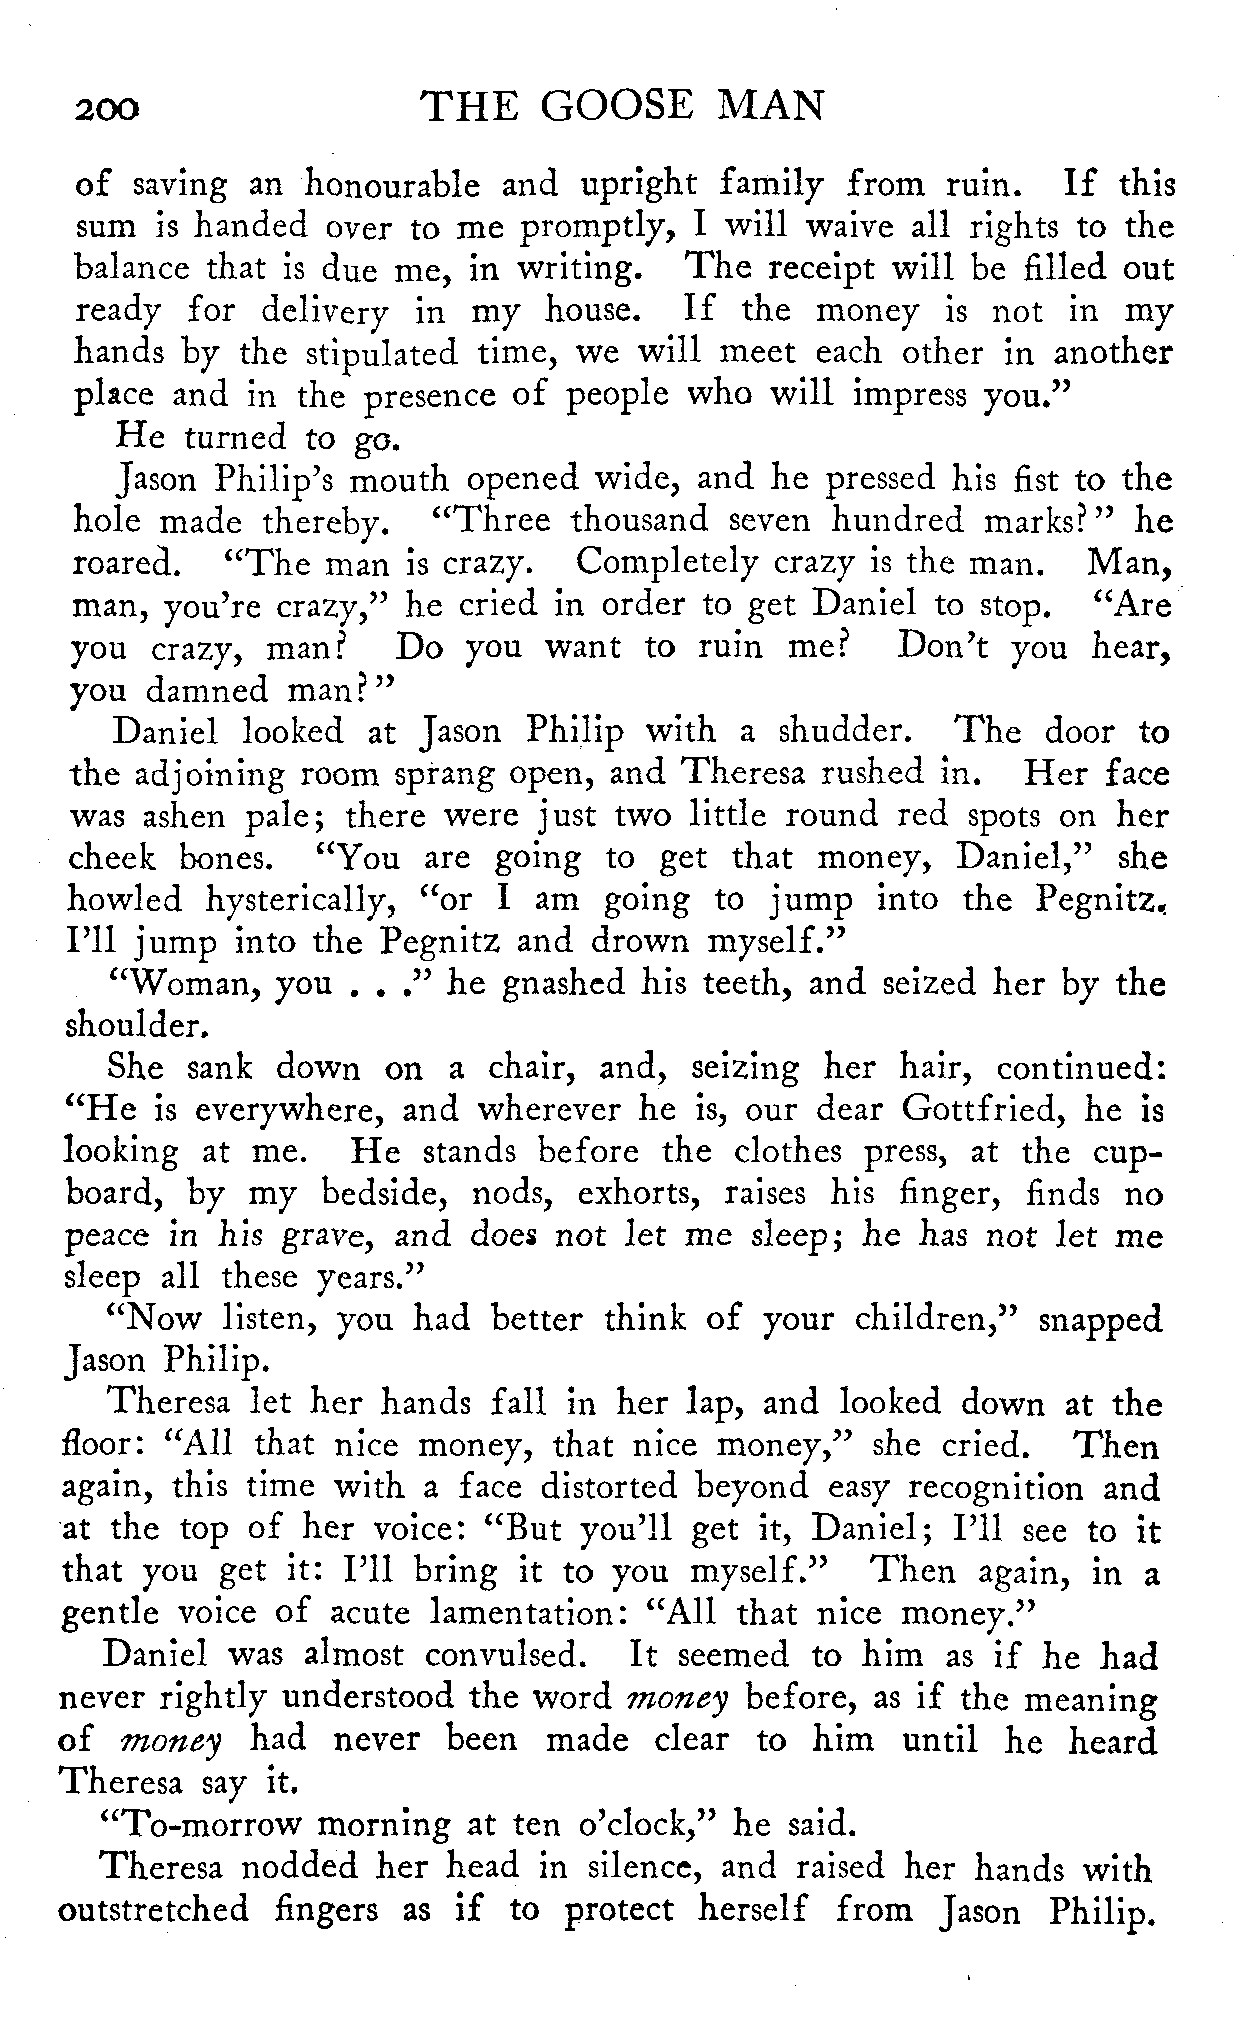 200 THE GOOSE MAN
of saving an honourable and upright family from ruin. If this
sum is handed over to me promptly, I will waive all rights to the
balance that is due me, in writing. The receipt will be filled out
ready for delivery in my house. If the money is not in my
hands by the stipulated time, we will meet each other in another
place and in the presence of people who will impress you.”
He turned to go.
Jason Philip’s mouth opened wide, and he pressed his fist to the
hole made thereby. “Three thousand seven hundred marks?” he
roared. “The man is crazy. Completely crazy is the man. Man,
man, you’re crazy,” he cried in order to get Daniel to stop. “Are
you crazy, man? Do you want to ruin me? Don’t you hear,
you damned man?”
Daniel looked at Jason Philip with a shudder. The door to
the adjoining room sprang open, and Theresa rushed in. Her face
was ashen pale; there were just two little round red spots on her
cheek bones. “You are going to get that money, Daniel,” she
howled hysterically, “or I am going to jump into the Pegnitz.
I’ll jump into the Pegnitz and drown myself.”
“Woman, you . . .” he gnashed his teeth, and seized her by the
shoulder.
She sank down on a chair, and, seizing her hair, continued:
“He is everywhere, and wherever he is, our dear Gottfried, he is
looking at me. He stands before the clothes press, at the cup-
board, by my bedside, nods, exhorts, raises his finger, finds no
peace in his grave, and does not let me sleep; he has not let me
sleep all these years.”
“Now listen, you had better think of your children,” snapped
Jason Philip.
Theresa let her hands fall in her lap, and looked down at the
floor: “All that nice money, that nice money,” she cried. Then
again, this time with a face distorted beyond easy recognition and
at the top of her voice: “But you’ll get it, Daniel; I’ll see to it
that you get it: I’ll bring it to you myself.” Then again, in a
gentle voice of acute lamentation: “All that nice money.”
Daniel was almost convulsed. It seemed to him as if he had
never rightly understood the word money before, as if the meaning
of money had never been made clear to him until he heard
Theresa say it.
“To-morrow morning at ten o’clock,” he said.
Theresa nodded her head in silence, and raised her hands with
outstretched fingers as if to protect herself from Jason Philip.